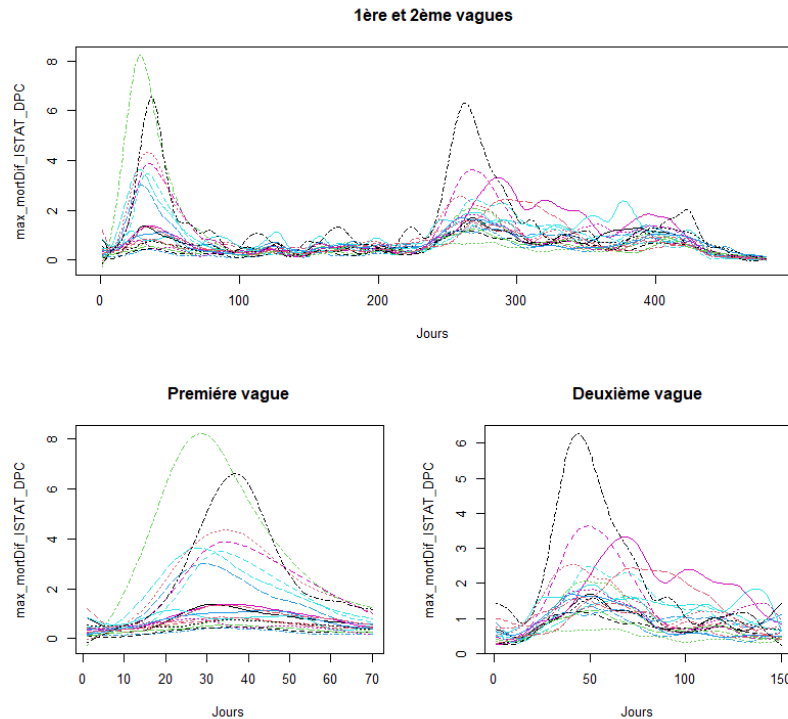 1ère et 2ème vagues
max_mortDif_ISTAT_DPC
8
6
4
2
0
0 100 200 300 400
Jours
Premiére vague
max_mortDif_ISTAT_DPC
8
6
4
2
0
0 10 20 30 40 50 60 70
Jours
Deuxième vague
max_mortDif_ISTAT_DPC
6
5
4
3
2
1
0
0 50 100 150
Jours